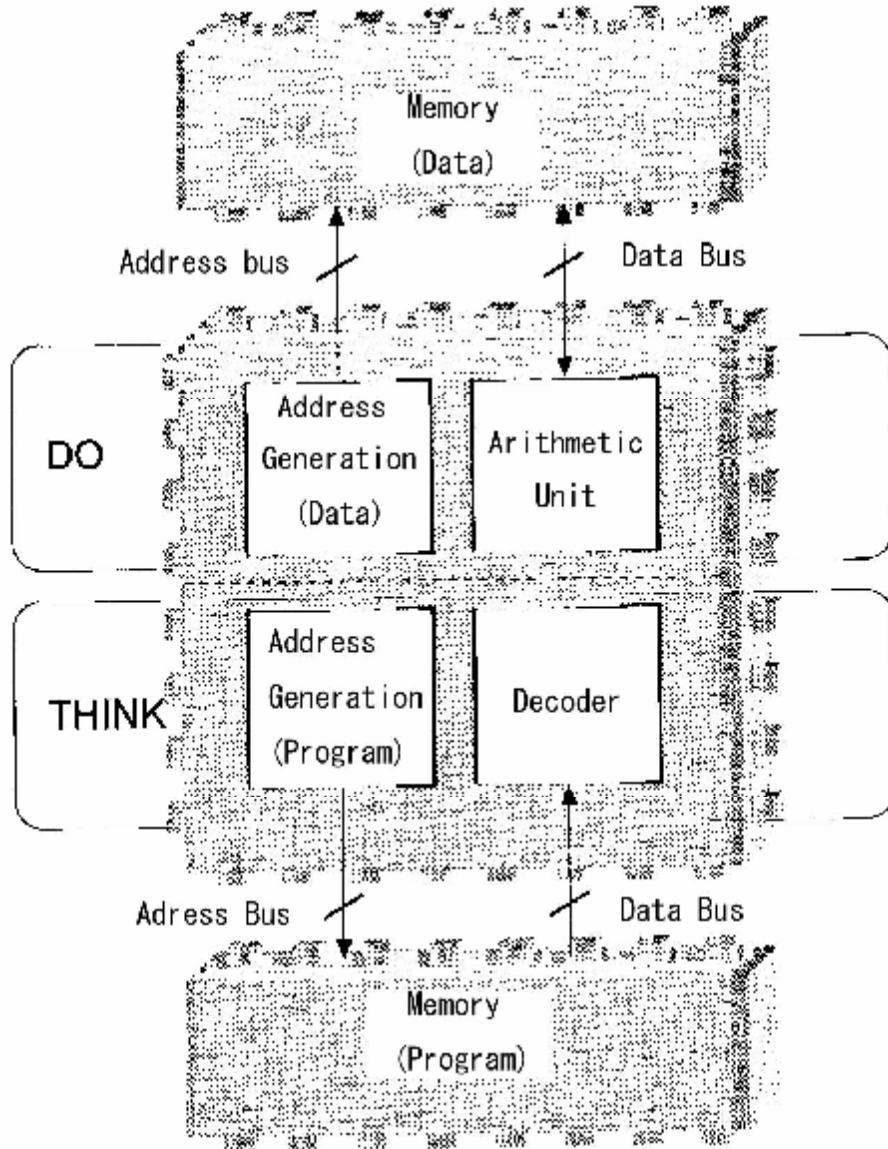 Memory
(Data)
Address bus
Data Bus
DO
Address
Generation
(Data)
Arithmetic
Unit
THINK
Address
Generation
(Program)
Decoder
Adress Bus
Data Bus
Memory
(Program)